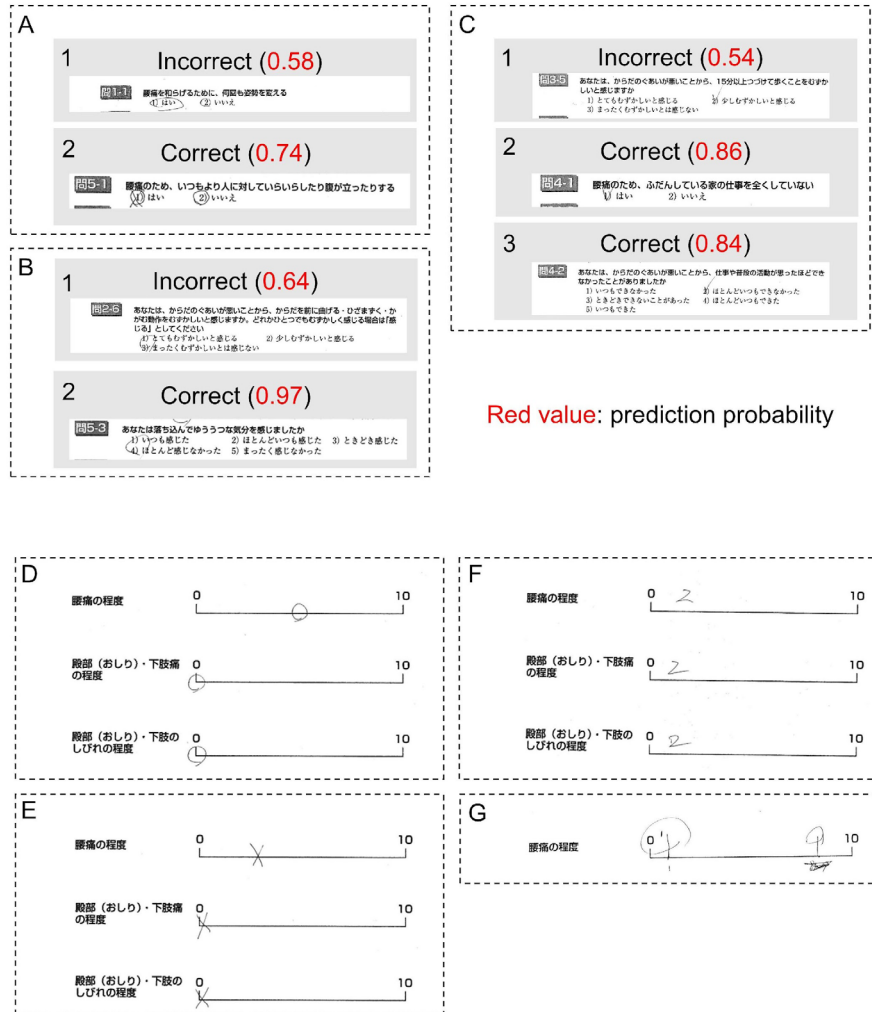 A
1 Incorrect (0.58)
問1-1 腰痛を和らげるために、何回も姿勢を変える
1) はい 2) いいえ
2 Correct (0.74)
問5-1 腰痛のため、いつもより人に対していらいらしたり腹が立ったりする
1) はい 2) いいえ
B
1 Incorrect (0.64)
問2-6 あなたは、からだのぐあいが悪いことから、からだを前に曲げる・ひざまずく・か
がむ動作をむずかしいと感じますか。どれかひとつでもむずかしく感じる場合は「感
じる」としてください
1) とてもむずかしいと感じる 2) 少しむずかしいと感じる
3) まったくむずかしいとは感じない
2 Correct (0.97)
問5-3 あなたは落ち込んでゆううつな気分を感じましたか
1) いつも感じた 2) ほとんどいつも感じた 3) ときどき感じた
4) ほとんど感じなかった 5) まったく感じなかった
C
1 Incorrect (0.54)
問3-5 あなたは、からだのぐあいが悪いことから、15分以上つづけて歩くことをむずか
しいと感じますか
1) とてもむずかしいと感じる 2) 少しむずかしいと感じる
3) まったくむずかしいとは感じない
2 Correct (0.86)
問4-1 腰痛のため、ふだんしている家の仕事を全くしていない
1) はい 2) いいえ
3 Correct (0.84)
問4-2 あなたは、からだのぐあいが悪いことから、仕事や普段の活動が思ったほどでき
なかったことがありましたか
1) いつもできなかった 2) ほとんどいつもできなかった
3) ときどきできないことがあった 4) ほとんどいつもできた
5) いつもできた
Red value: prediction probability
D
腰痛の程度 0 10
殿部（おしり）・下肢痛
の程度 0 10
殿部（おしり）・下肢の
しびれの程度 0 10
E
腰痛の程度 0 10
殿部（おしり）・下肢痛
の程度 0 10
殿部（おしり）・下肢の
しびれの程度 0 10
F
腰痛の程度 0 2 10
殿部（おしり）・下肢痛
の程度 0 2 10
殿部（おしり）・下肢の
しびれの程度 0 2 10
G
腰痛の程度 0 10